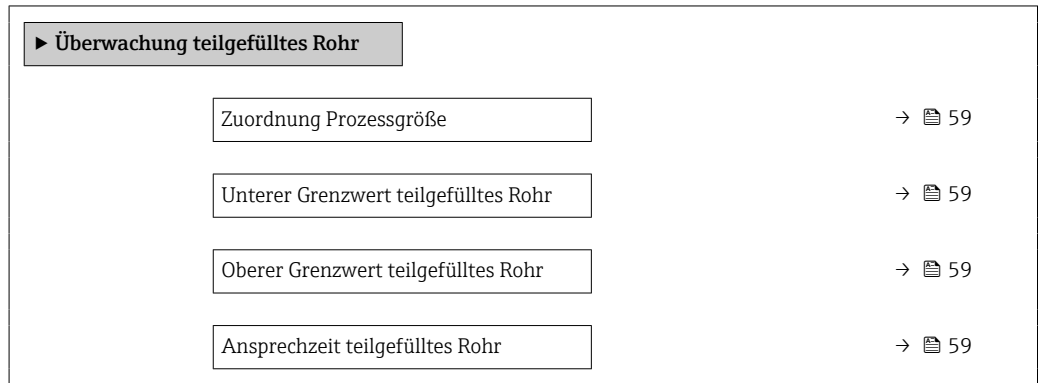 ▶ Überwachung teilgefülltes Rohr
Zuordnung Prozessgröße → 59
Unterer Grenzwert teilgefülltes Rohr → 59
Oberer Grenzwert teilgefülltes Rohr → 59
Ansprechzeit teilgefülltes Rohr → 59